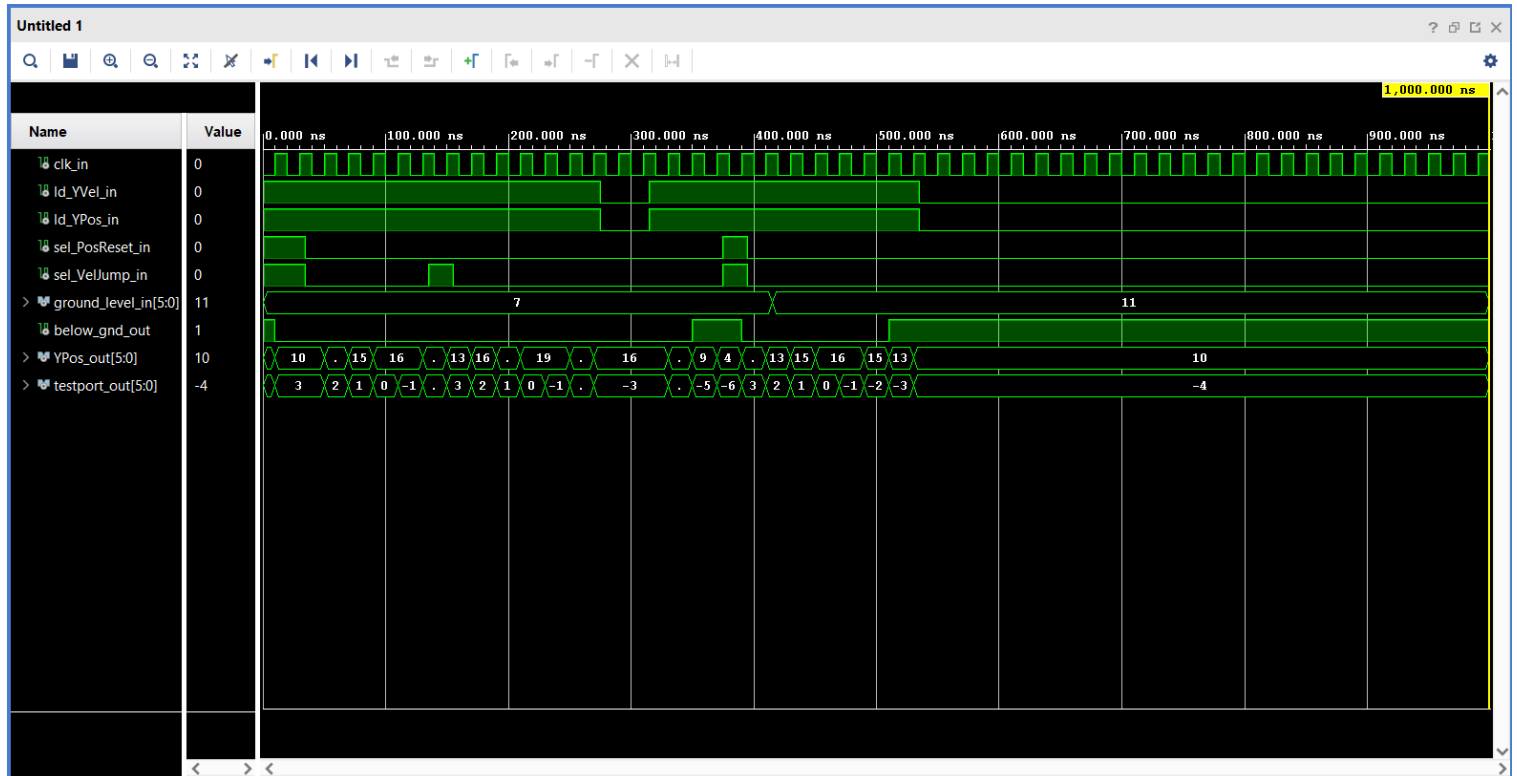 Untitled 1
?
1,000.000 ns
Name Value 0.000 ns 100.000 ns 200.000 ns 300.000 ns 400.000 ns 500.000 ns 600.000 ns 700.000 ns 800.000 ns 900.000 ns
clk_in 0
ld_YVel_in 0
ld_YPos_in 0
sel_PosReset_in 0
sel_VelJump_in 0
ground_level_in[5:0] 11 7 11
below_gnd_out 1
YPos_out[5:0] 10 10 . 15 16 . 13 16 . 19 . 16 . 9 4 . 13 15 16 15 13 10
testport_out[5:0] -4 3 2 1 0 -1 . 3 2 1 0 -1 . -3 . -5 -6 3 2 1 0 -1 -2 -3 -4